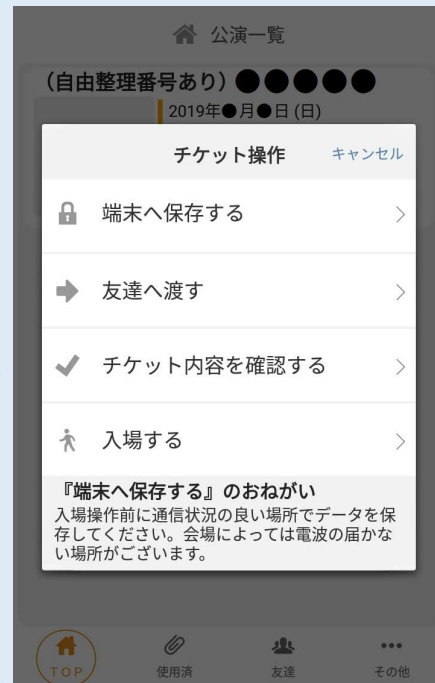 公演一覧
（自由整理番号あり）●●●●●
2019年●月●日 (日)
チケット操作 キャンセル
端末へ保存する
友達へ渡す
チケット内容を確認する
入場する
『端末へ保存する』のおねがい
入場操作前に通信状況の良い場所でデータを保
存してください。会場によっては電波の届かな
い場所がございます。
TOP 使用済 友達 その他